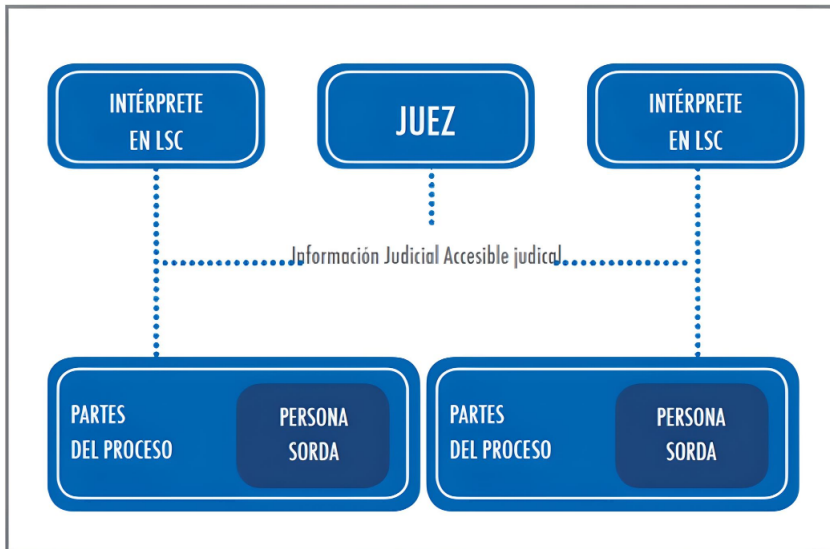 INTÉRPRETE
EN LSC
JUEZ
INTÉRPRETE
EN LSC
Información Judicial Accesible judical
PARTES
DEL PROCESO
PERSONA
SORDA
PARTES
DEL PROCESO
PERSONA
SORDA